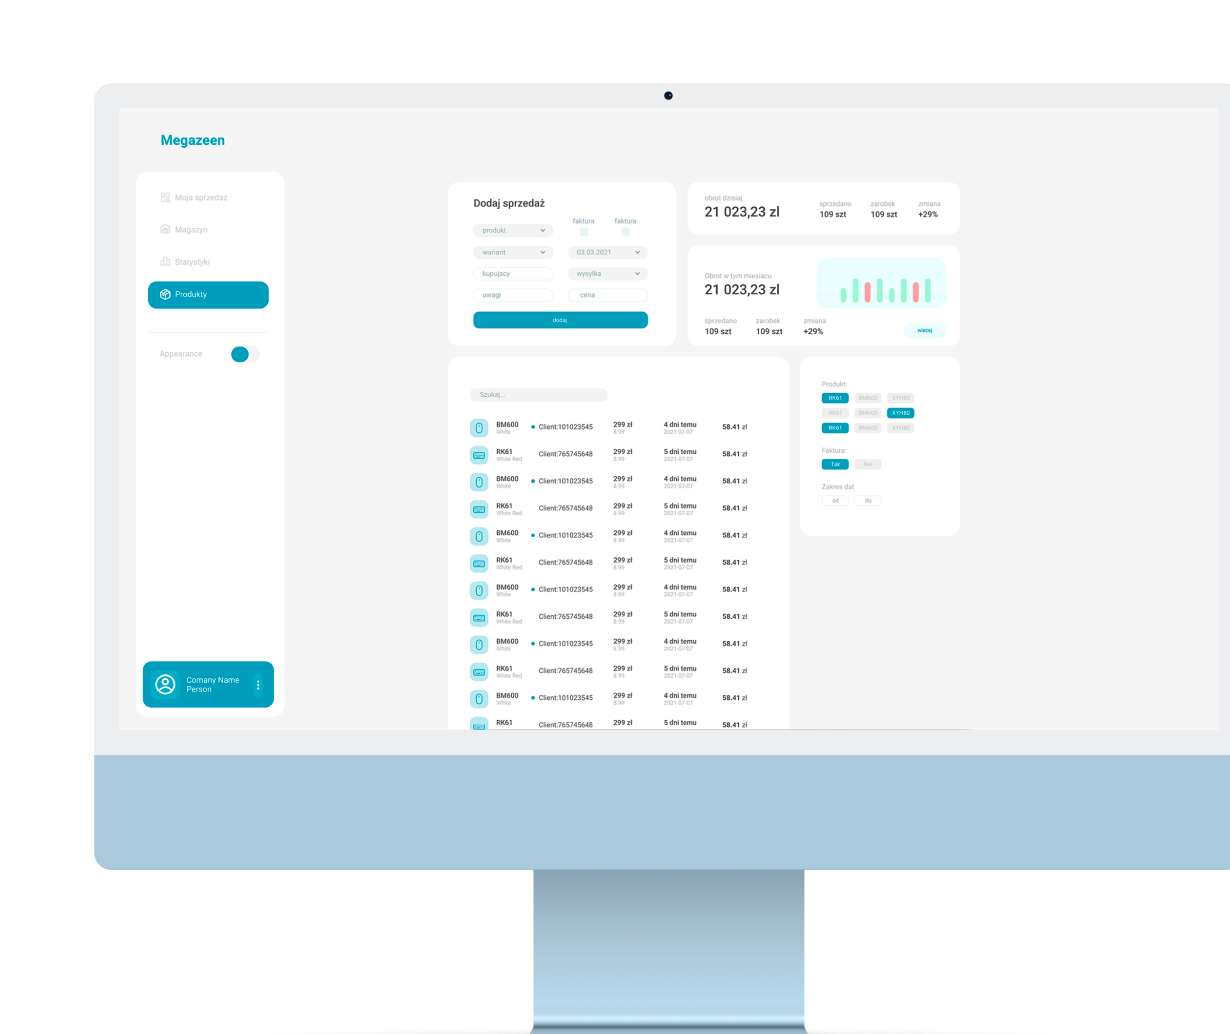 Megazeen
Moja sprzedaż
Magazyn
Statystyki
Produkty
Appearance
Comany Name
Person
Dodaj sprzedaż
faktura faktura
produkt
wariant 03.03.2021
kupujacy wysylka
uwagi cena
dodaj
obrot dzisiaj
21 023,23 zl
sprzedano zarobek zmiana
109 szt 109 szt +29%
Obrot w tym miesiacu
21 023,23 zl
sprzedano zarobek zmiana
109 szt 109 szt +29%
wiecej
Szukaj...
BM600 Client:101023545 299 zł 4 dni temu 58.41 zł
White 8.99 2021-07-07
RK61 Client:765745648 299 zł 5 dni temu 58.41 zł
White Red 8.99 2021-07-07
BM600 Client:101023545 299 zł 4 dni temu 58.41 zł
White 8.99 2021-07-07
RK61 Client:765745648 299 zł 5 dni temu 58.41 zł
White Red 8.99 2021-07-07
BM600 Client:101023545 299 zł 4 dni temu 58.41 zł
White 8.99 2021-07-07
RK61 Client:765745648 299 zł 5 dni temu 58.41 zł
White Red 8.99 2021-07-07
BM600 Client:101023545 299 zł 4 dni temu 58.41 zł
White 8.99 2021-07-07
RK61 Client:765745648 299 zł 5 dni temu 58.41 zł
White Red 8.99 2021-07-07
BM600 Client:101023545 299 zł 4 dni temu 58.41 zł
White 8.99 2021-07-07
RK61 Client:765745648 299 zł 5 dni temu 58.41 zł
White Red 8.99 2021-07-07
BM600 Client:101023545 299 zł 4 dni temu 58.41 zł
White 8.99 2021-07-07
RK61 Client:765745648 299 zł 5 dni temu 58.41 zł
Produkt:
RK61 BM600 XYH80
RK61 BM600 XYH80
RK61 BM600 XYH80
Faktura:
Tak Nie
Zakres dat
od do